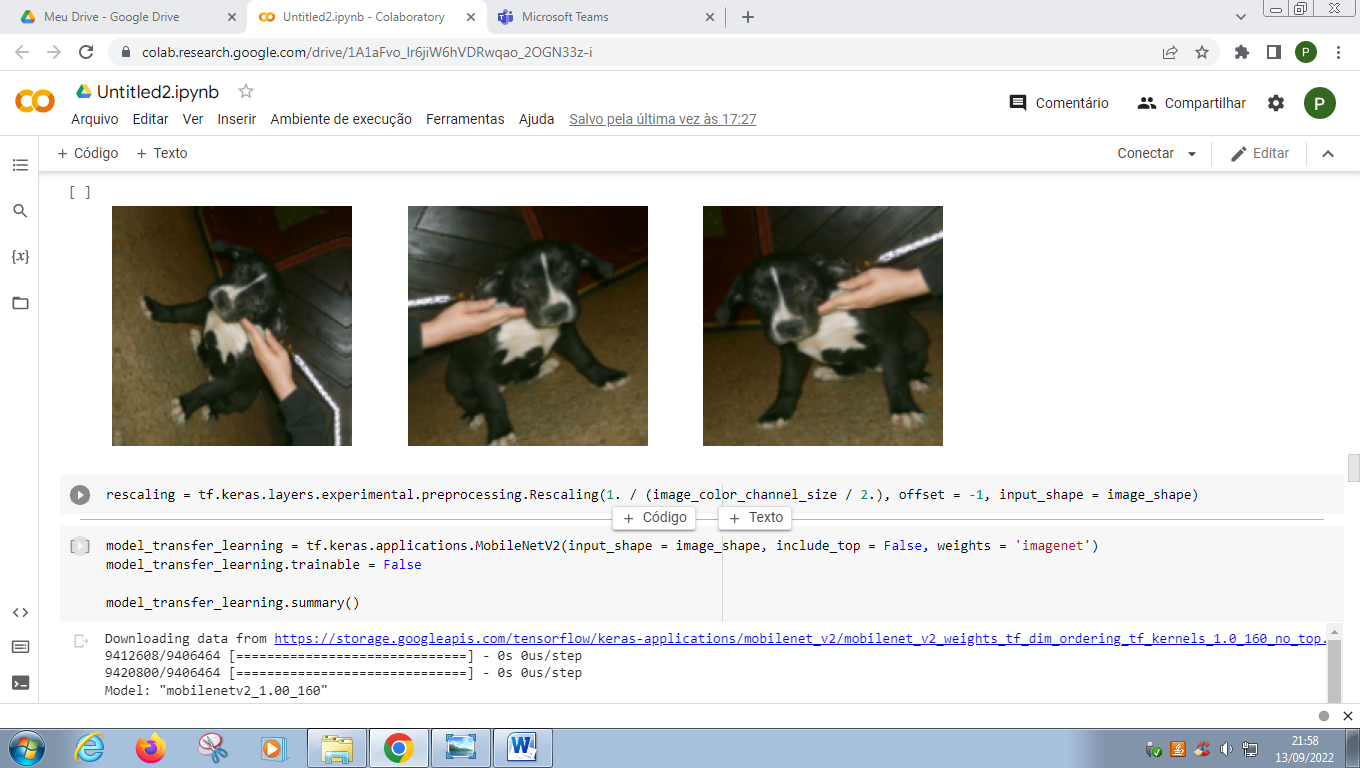 Meu Drive - Google Drive
Untitled2.ipynb - Colaboratory
Microsoft Teams
colab.research.google.com/drive/1A1aFvo_lr6jiW6hVDRwqao_2OGN33z-i
P
Untitled2.ipynb
Comentário
Compartilhar
P
Arquivo Editar Ver Inserir Ambiente de execução Ferramentas Ajuda Salvo pela última vez às 17:27
+ Código + Texto
Conectar
Editar
{x}
[ ]
rescaling = tf.keras.layers.experimental.preprocessing.Rescaling(1. / (image_color_channel_size / 2.), offset = -1, input_shape = image_shape)
+ Código + Texto
[ ]
model_transfer_learning = tf.keras.applications.MobileNetV2(input_shape = image_shape, include_top = False, weights = 'imagenet')
model_transfer_learning.trainable = False
model_transfer_learning.summary()
Downloading data from https://storage.googleapis.com/tensorflow/keras-applications/mobilenet_v2/mobilenet_v2_weights_tf_dim_ordering_tf_kernels_1.0_160_no_top.
9412608/9406464 [==============================] - 0s 0us/step
9420800/9406464 [==============================] - 0s 0us/step
Model: "mobilenetv2_1.00_160"
21:58
13/09/2022